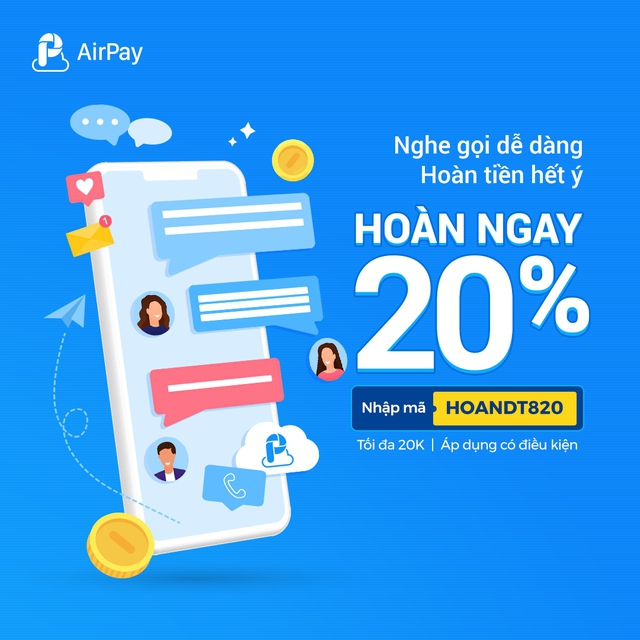 AirPay
Nghe gọi dễ dàng
Hoàn tiền hết ý
HOÀN NGAY
20%
Nhập mã HOANDT820
Tối đa 20K | Áp dụng có điều kiện
1